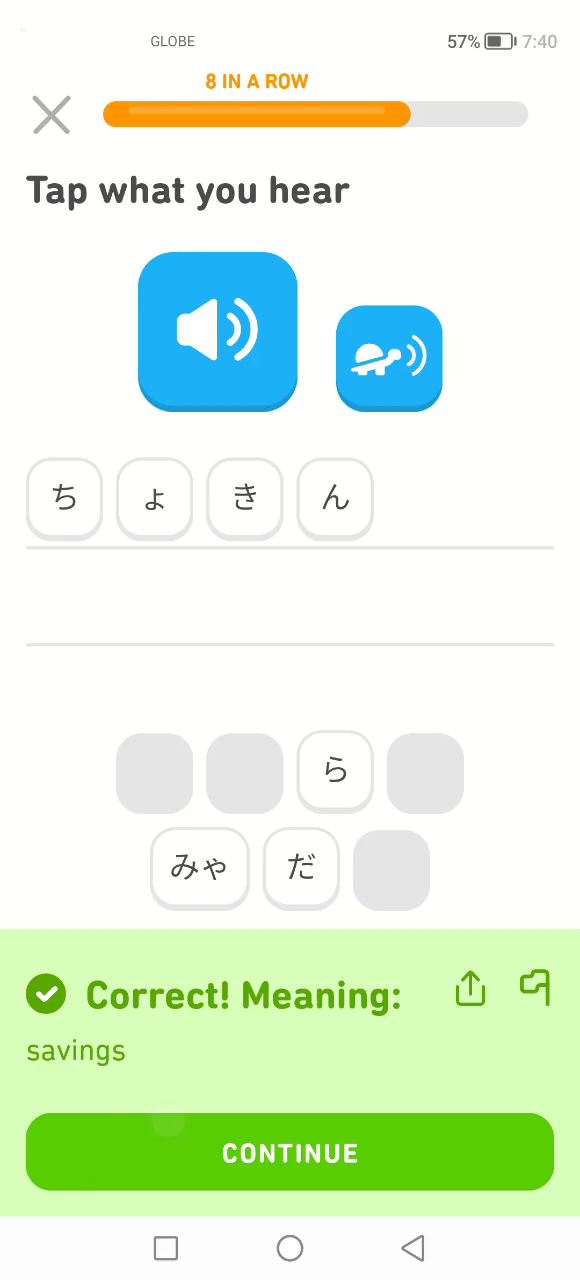 GLOBE 57% 7:40
8 IN A ROW
Tap what you hear
ち ょ き ん
ら
みゃ だ
Correct! Meaning:
savings
CONTINUE